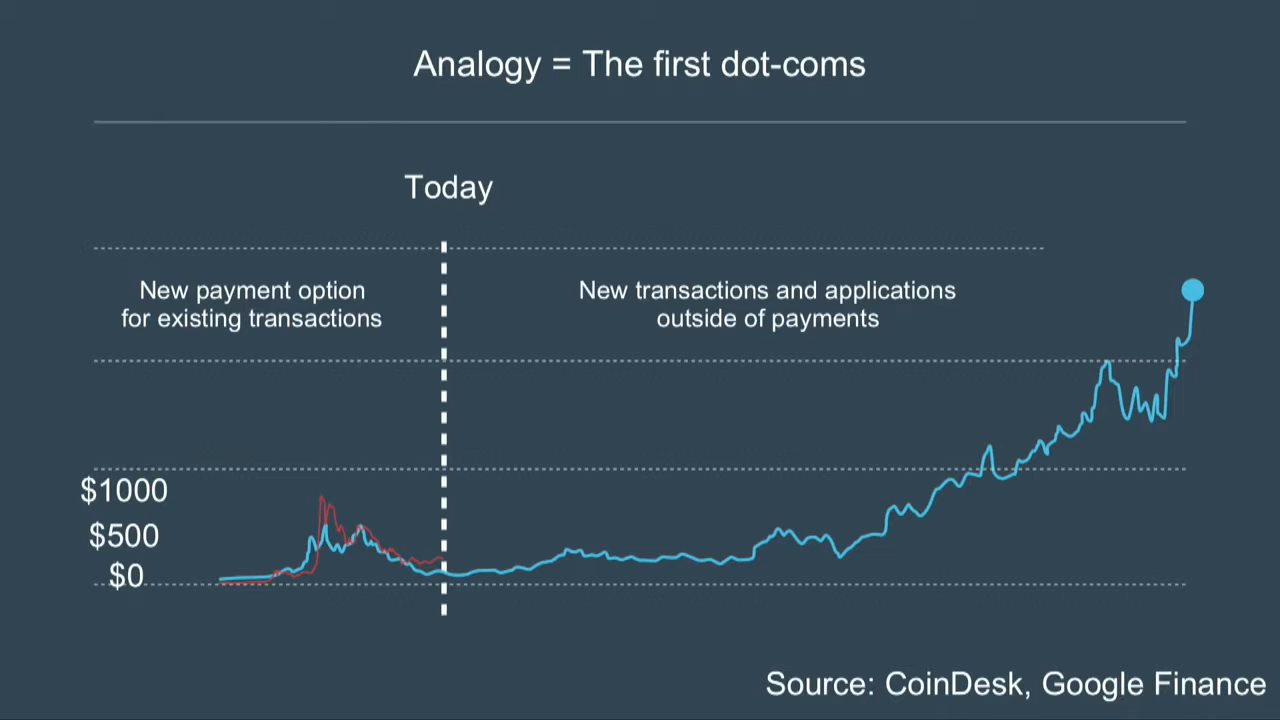 Analogy = The first dot-coms
Today
New payment option
for existing transactions
New transactions and applications
outside of payments
$1000
$500
$0
Source: CoinDesk, Google Finance